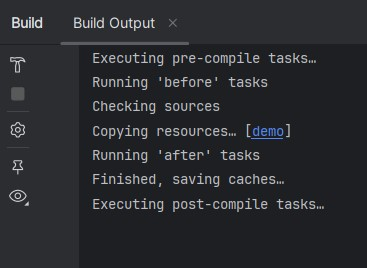 Build
Build Output
Executing pre-compile tasks…
Running 'before' tasks
Checking sources
Copying resources… [demo]
Running 'after' tasks
Finished, saving caches…
Executing post-compile tasks…